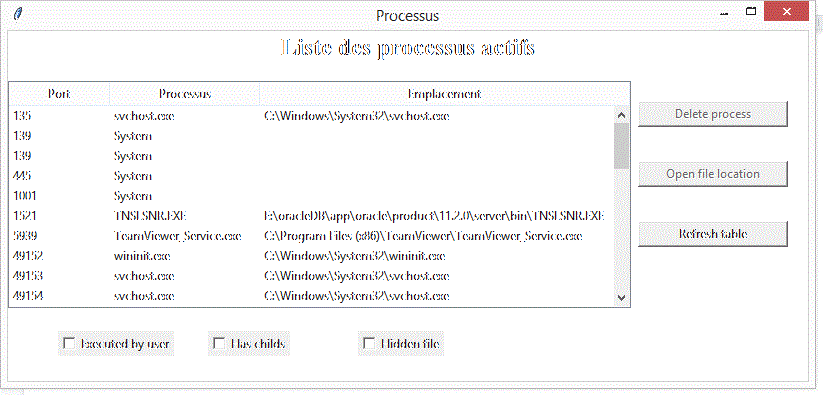 Processus
Liste des processus actifs
Port Processus Emplacement
135 svchost.exe C:\Windows\System32\svchost.exe
139 System
139 System
445 System
1001 System
1521 TNSLSNR.EXE E:\oracleDB\app\oracle\product\11.2.0\server\bin\TNSLSNR.EXE
5939 TeamViewer_Service.exe C:\Program Files (x86)\TeamViewer\TeamViewer_Service.exe
49152 wininit.exe C:\Windows\System32\wininit.exe
49153 svchost.exe C:\Windows\System32\svchost.exe
49154 svchost.exe C:\Windows\System32\svchost.exe
Delete process
Open file location
Refresh table
Executed by user Has childs Hidden file